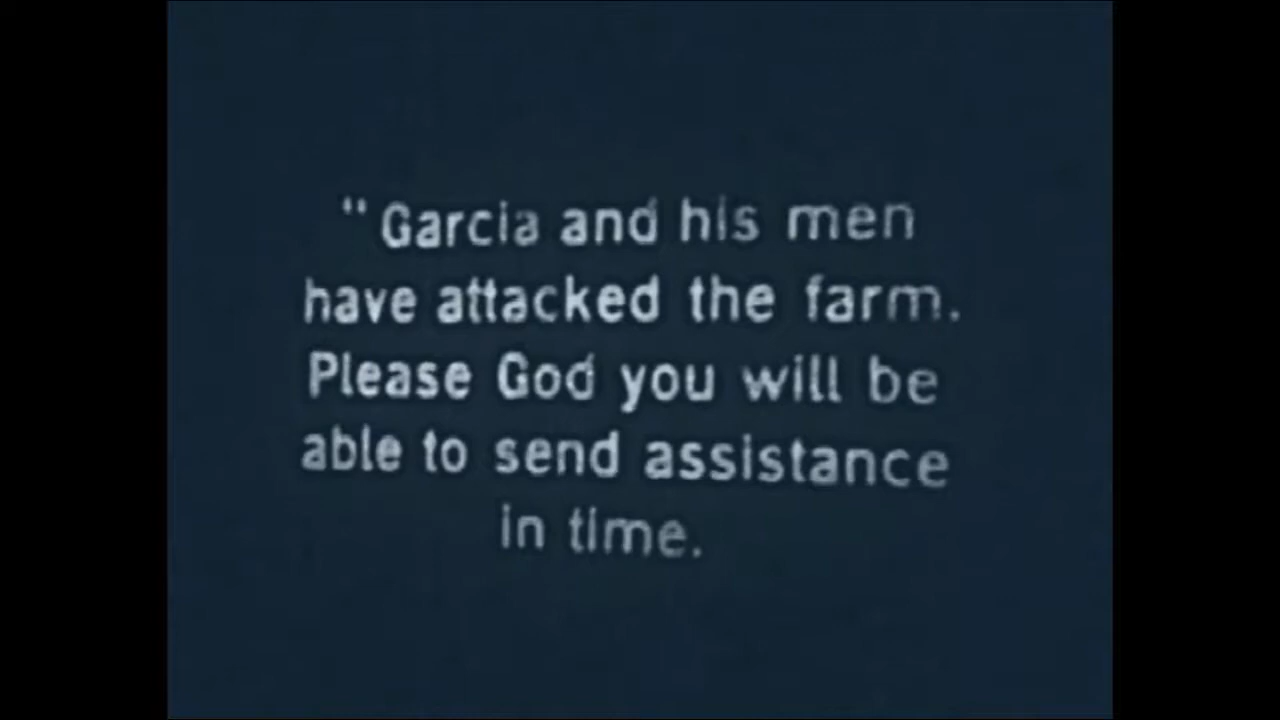 "Garcia and his men
have attacked the farm.
Please God you will be
able to send assistance
in time.